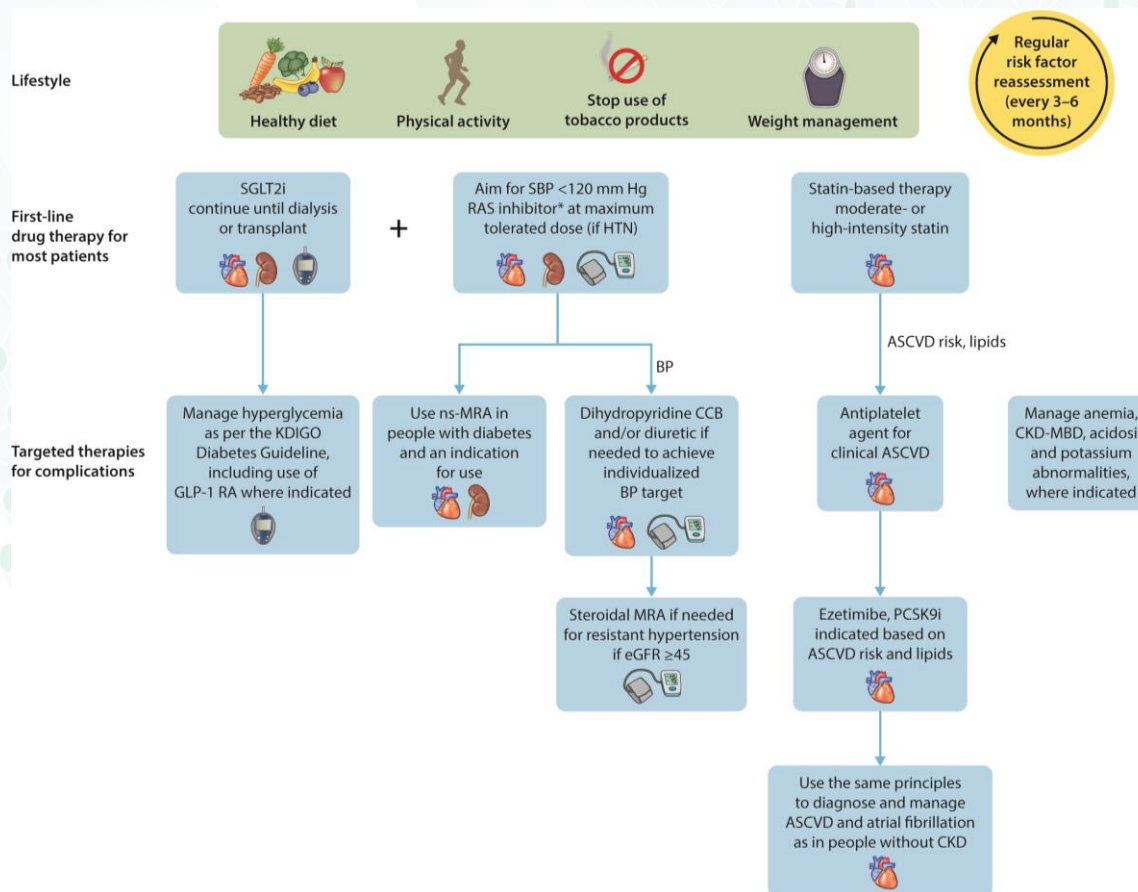 Lifestyle
Healthy diet
Physical activity
Stop use of
tobacco products
Weight management
Regular
risk factor
reassessment
(every 3–6
months)
First-line
drug therapy for
most patients
SGLT2i
continue until dialysis
or transplant
+
Aim for SBP <120 mm Hg
RAS inhibitor* at maximum
tolerated dose (if HTN)
Statin-based therapy
moderate- or
high-intensity statin
BP
ASCVD risk, lipids
Targeted therapies
for complications
Manage hyperglycemia
as per the KDIGO
Diabetes Guideline,
including use of
GLP-1 RA where indicated
Use ns-MRA in
people with diabetes
and an indication
for use
Dihydropyridine CCB
and/or diuretic if
needed to achieve
individualized
BP target
Antiplatelet
agent for
clinical ASCVD
Manage anemia,
CKD-MBD, acidosis
and potassium
abnormalities,
where indicated
Steroidal MRA if needed
for resistant hypertension
if eGFR ≥45
Ezetimibe, PCSK9i
indicated based on
ASCVD risk and lipids
Use the same principles
to diagnose and manage
ASCVD and atrial fibrillation
as in people without CKD